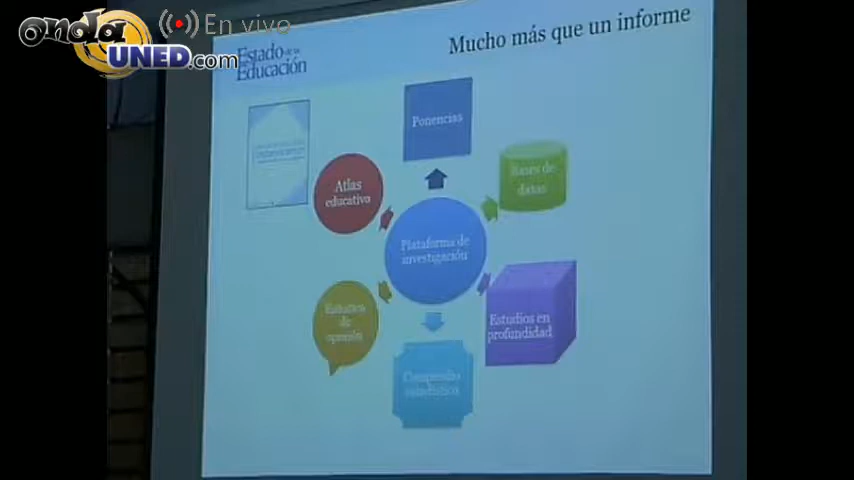 onda
UNED.com
En vivo
Estado de la
Educación
Mucho más que un informe
Ponencias
Bases de
datos
Atlas
educativo
Plataforma de
investigación
Estudios
de
opinión
Estudios en
profundidad
Compendio
estadístico